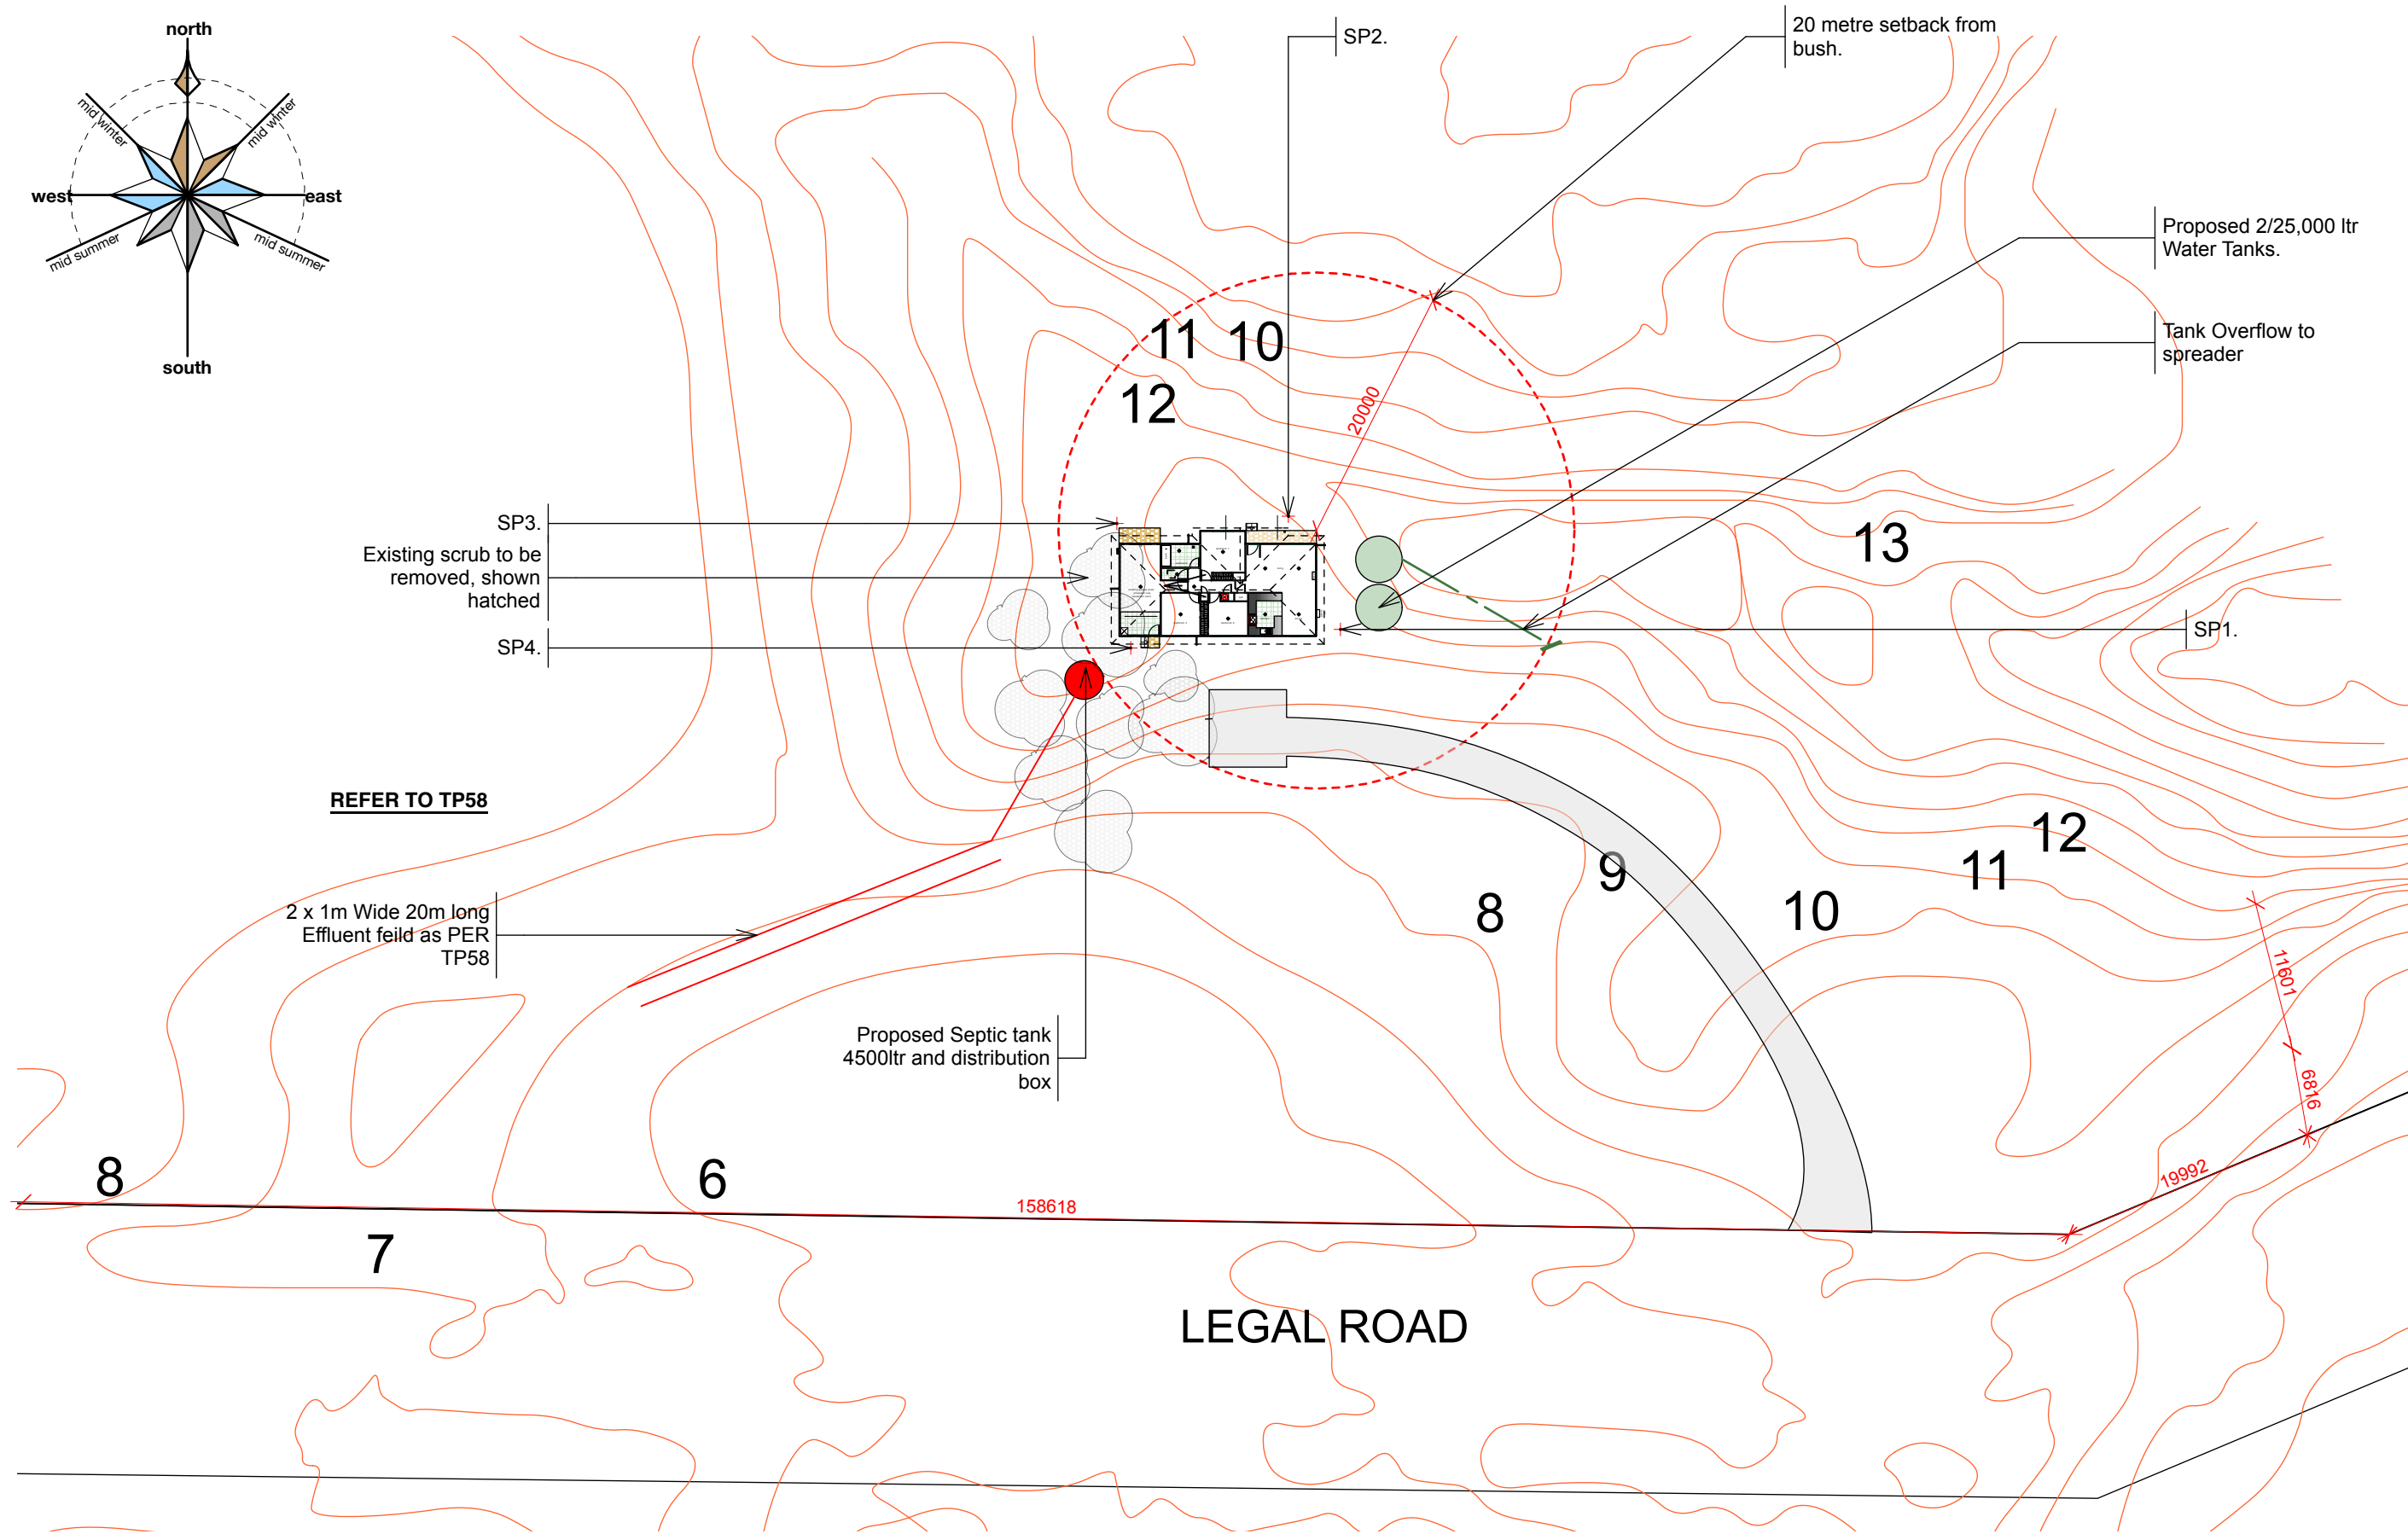 north
mid winter
mid winter
west
east
mid summer
mid summer
south
SP2.
20 metre setback from
bush.
Proposed 2/25,000 ltr
Water Tanks.
Tank Overflow to
spreader
11
10
12
20000
13
SP3.
Existing scrub to be
removed, shown
hatched
SP4.
SP1.
REFER TO TP58
2 x 1m Wide 20m long
Effluent feild as PER
TP58
Proposed Septic tank
4500ltr and distribution
box
12
11
10
9
8
11601
6816
19992
8
6
158618
7
LEGAL ROAD